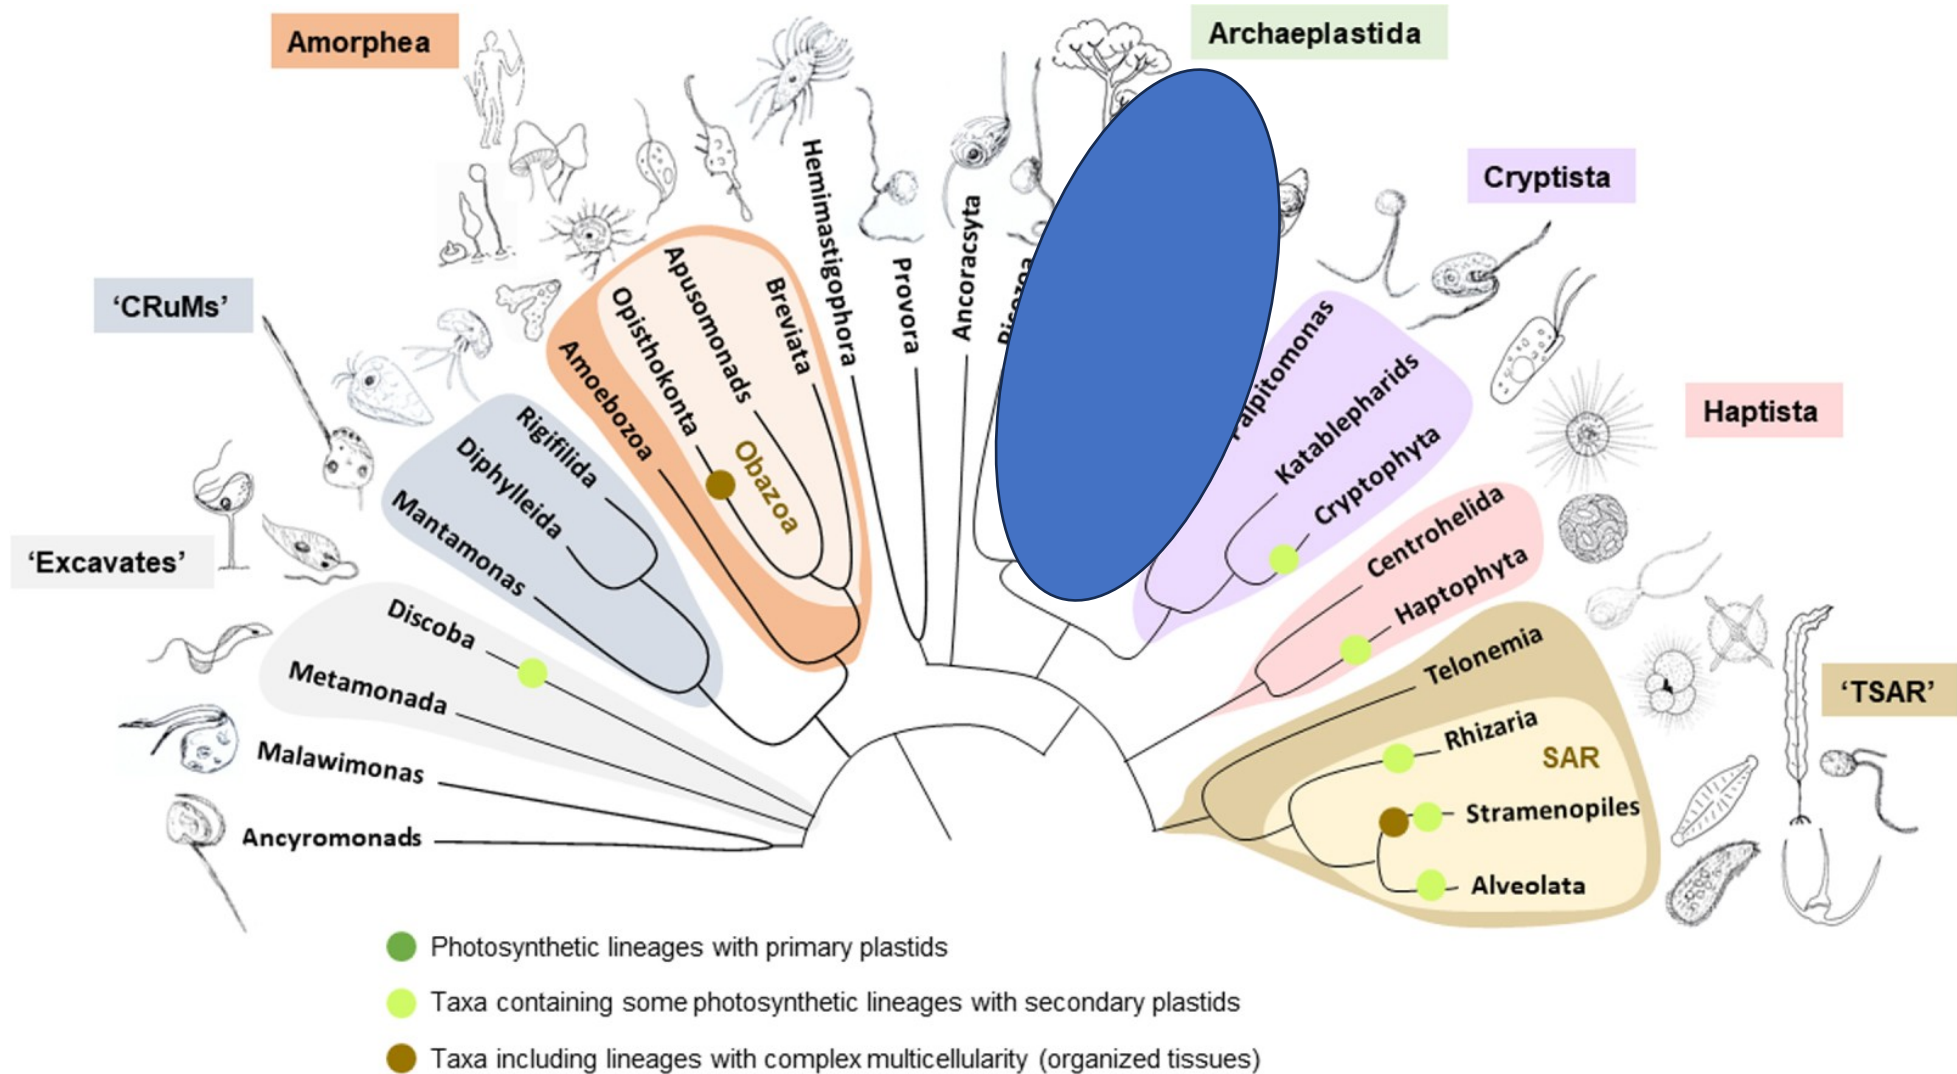 Amorphea
Archaeplastida
Cryptista
'CRuMs'
Haptista
'Excavates'
'TSAR'
Ancyromonads
Malawimonas
Metamonada
Discoba
Mantamonas
Diphylleida
Rigifilida
Amoebozoa
Opisthokonta
Obazoa
Apusomonads
Breviata
Hemimastigophora
Provora
Ancoracsyta
Katablepharids
Cryptophyta
Centrohelida
Haptophyta
Telonemia
Rhizaria
SAR
Stramenopiles
Alveolata
Photosynthetic lineages with primary plastids
Taxa containing some photosynthetic lineages with secondary plastids
Taxa including lineages with complex multicellularity (organized tissues)